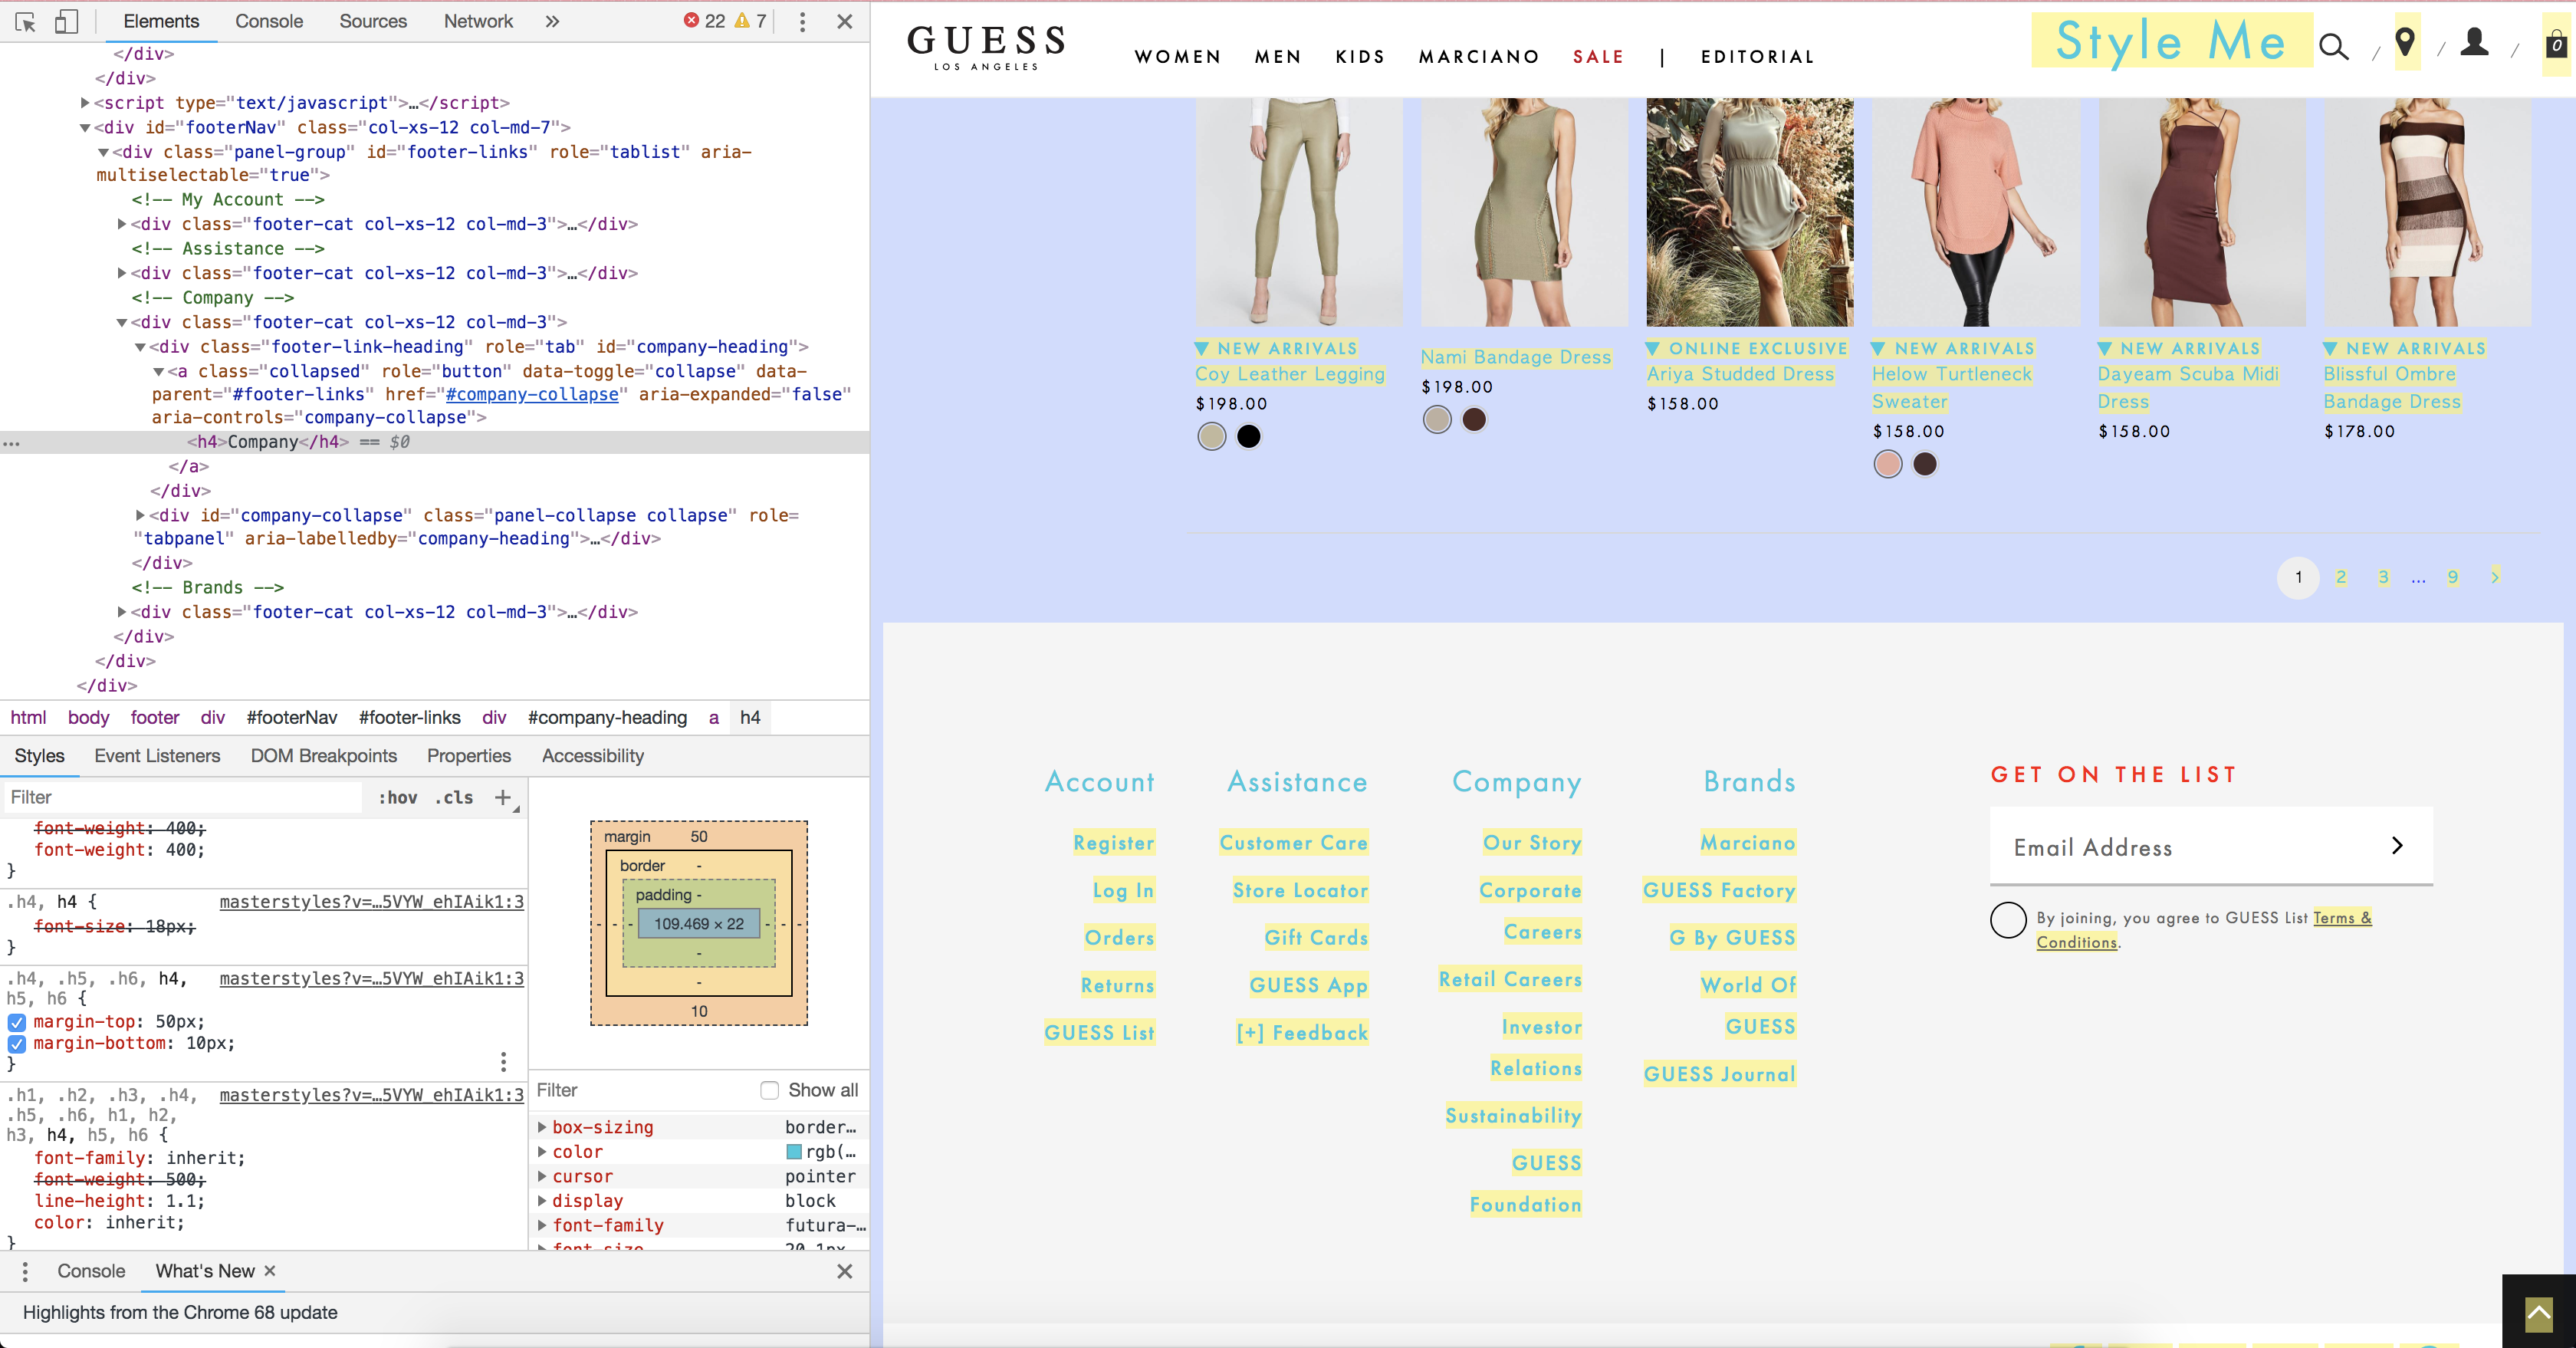 Elements Console Sources Network » 22 7
</div>
</div>
<script type="text/javascript">…</script>
<div id="footerNav" class="col-xs-12 col-md-7">
<div class="panel-group" id="footer-links" role="tablist" aria-
multiselectable="true">
<!-- My Account -->
<div class="footer-cat col-xs-12 col-md-3">…</div>
<!-- Assistance -->
<div class="footer-cat col-xs-12 col-md-3">…</div>
<!-- Company -->
<div class="footer-cat col-xs-12 col-md-3">
<div class="footer-link-heading" role="tab" id="company-heading">
<a class="collapsed" role="button" data-toggle="collapse" data-
parent="#footer-links" href="#company-collapse" aria-expanded="false"
aria-controls="company-collapse">
… <h4>Company</h4> == $0
</a>
</div>
<div id="company-collapse" class="panel-collapse collapse" role=
"tabpanel" aria-labelledby="company-heading">…</div>
</div>
<!-- Brands -->
<div class="footer-cat col-xs-12 col-md-3">…</div>
</div>
</div>
</div>
html body footer div #footerNav #footer-links div #company-heading a h4
Styles Event Listeners DOM Breakpoints Properties Accessibility
Filter :hov .cls +
font-weight: 400;
font-weight: 400;
}
.h4, h4 { masterstyles?v=…5VYW_ehIAik1:3
font-size: 18px;
}
.h4, .h5, .h6, h4, masterstyles?v=…5VYW_ehIAik1:3
h5, h6 {
margin-top: 50px;
margin-bottom: 10px;
}
.h1, .h2, .h3, .h4, masterstyles?v=…5VYW_ehIAik1:3
.h5, .h6, h1, h2,
h3, h4, h5, h6 {
font-family: inherit;
font-weight: 500;
line-height: 1.1;
color: inherit;
}
margin 50
border -
padding -
- - - 109.469 × 22 - - -
-
-
10
Filter Show all
box-sizing border…
color rgb(…
cursor pointer
display block
font-family futura-…
font-size 20.1px
Console What's New ×
Highlights from the Chrome 68 update
GUESS
LOS ANGELES
WOMEN MEN KIDS MARCIANO SALE | EDITORIAL
Style Me / / / 0
NEW ARRIVALS
Coy Leather Legging
$198.00
Nami Bandage Dress
$198.00
ONLINE EXCLUSIVE
Ariya Studded Dress
$158.00
NEW ARRIVALS
Helow Turtleneck
Sweater
$158.00
NEW ARRIVALS
Dayeam Scuba Midi
Dress
$158.00
NEW ARRIVALS
Blissful Ombre
Bandage Dress
$178.00
1 2 3 ... 9 >
Account
Register
Log In
Orders
Returns
GUESS List
Assistance
Customer Care
Store Locator
Gift Cards
GUESS App
[+] Feedback
Company
Our Story
Corporate
Careers
Retail Careers
Investor
Relations
Sustainability
GUESS
Foundation
Brands
Marciano
GUESS Factory
G By GUESS
World Of
GUESS
GUESS Journal
GET ON THE LIST
Email Address
By joining, you agree to GUESS List Terms &
Conditions.